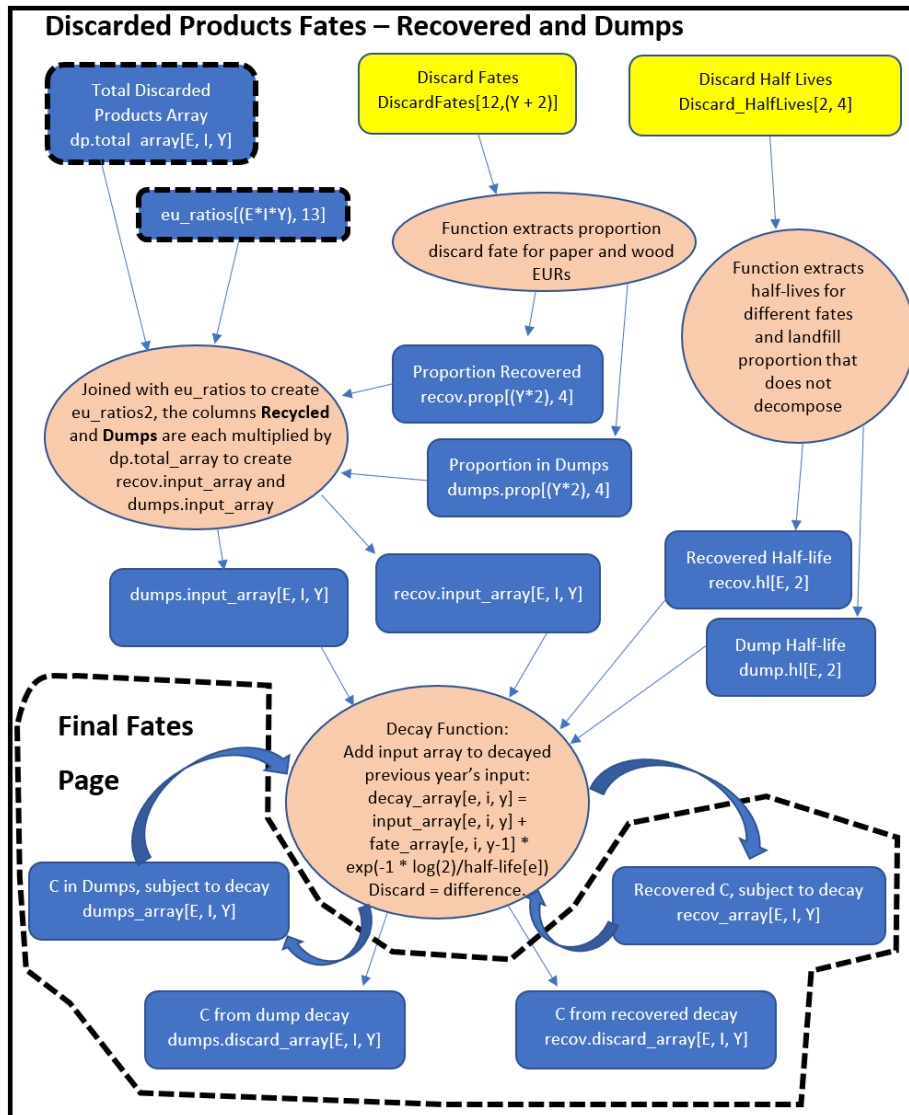 Discarded Products Fates – Recovered and Dumps
Total Discarded
Products Array
dp.total_array[E, I, Y]
Discard Fates
DiscardFates[12,(Y + 2)]
Discard Half Lives
Discard_HalfLives[2, 4]
eu_ratios[(E*I*Y), 13]
Function extracts proportion
discard fate for paper and wood
EURs
Function extracts
half-lives for
different fates
and landfill
proportion that
does not
decompose
Joined with eu_ratios to create
eu_ratios2, the columns Recycled
and Dumps are each multiplied by
dp.total_array to create
recov.input_array and
dumps.input_array
Proportion Recovered
recov.prop[(Y*2), 4]
Proportion in Dumps
dumps.prop[(Y*2), 4]
dumps.input_array[E, I, Y]
recov.input_array[E, I, Y]
Recovered Half-life
recov.hl[E, 2]
Dump Half-life
dump.hl[E, 2]
Final Fates
Page
Decay Function:
Add input array to decayed
previous year’s input:
decay_array[e, i, y] =
input_array[e, i, y] +
fate_array[e, i, y-1] *
exp(-1 * log(2)/half-life[e])
Discard = difference.
C in Dumps, subject to decay
dumps_array[E, I, Y]
Recovered C, subject to decay
recov_array[E, I, Y]
C from dump decay
dumps.discard_array[E, I, Y]
C from recovered decay
recov.discard_array[E, I, Y]